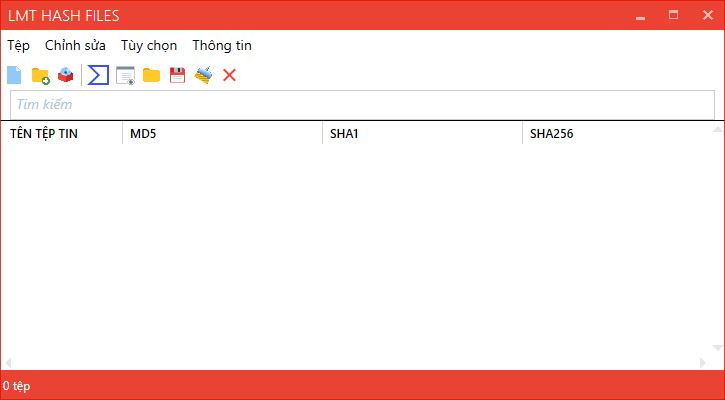 LMT HASH FILES
Tệp Chỉnh sửa Tùy chọn Thông tin
Tìm kiếm
TÊN TỆP TIN MD5 SHA1 SHA256
0 tệp